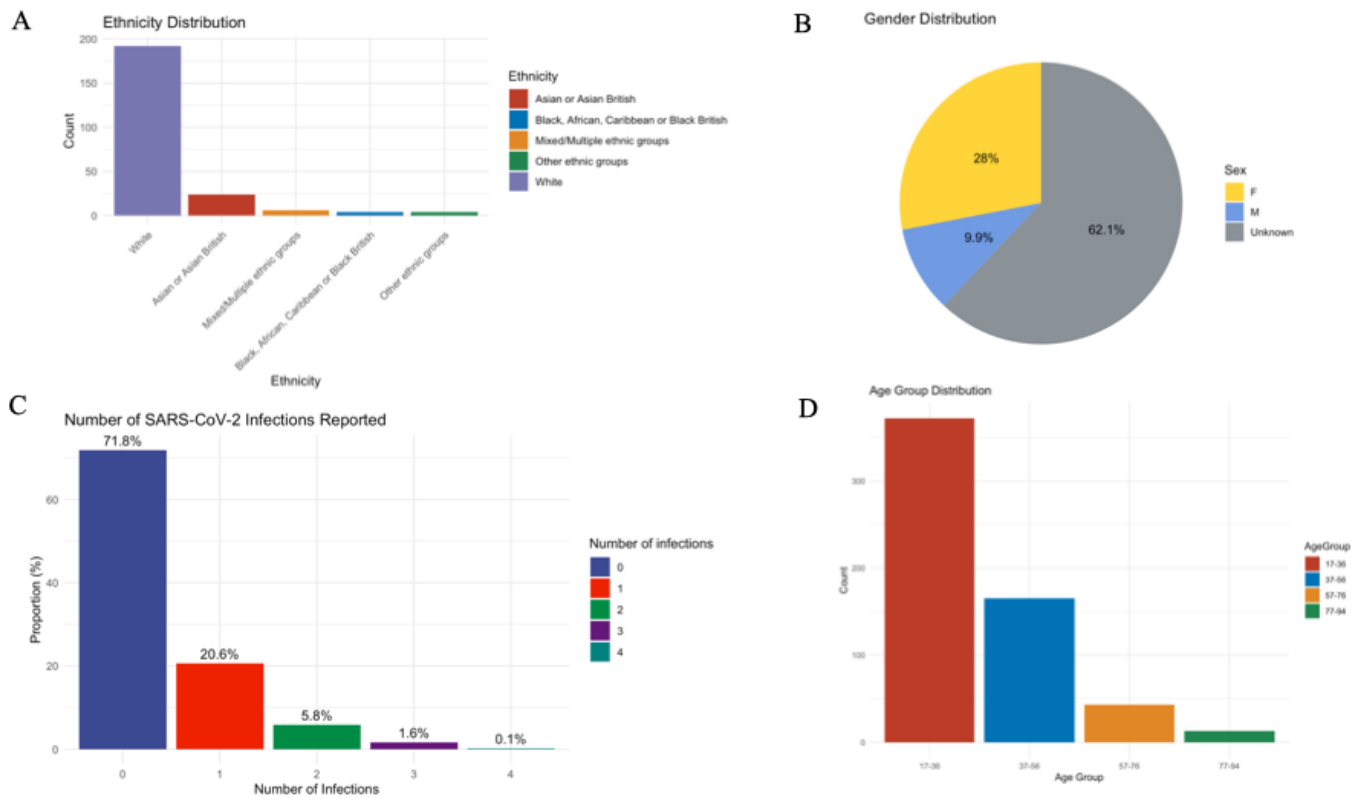 A
Ethnicity Distribution
200
150
100
50
0
Count
White
Asian or Asian British
Mixed/Multiple ethnic groups
Black, African, Caribbean or Black British
Other ethnic groups
Ethnicity
Ethnicity
Asian or Asian British
Black, African, Caribbean or Black British
Mixed/Multiple ethnic groups
Other ethnic groups
White
B
Gender Distribution
28%
9.9%
62.1%
Sex
F
M
Unknown
C
Number of SARS-CoV-2 Infections Reported
71.8%
20.6%
5.8%
1.6%
0.1%
60
40
20
0
Proportion (%)
0
1
2
3
4
Number of Infections
Number of infections
0
1
2
3
4
D
Age Group Distribution
300
200
100
0
Count
17-36
37-56
57-76
77-94
Age Group
AgeGroup
17-36
37-56
57-76
77-94